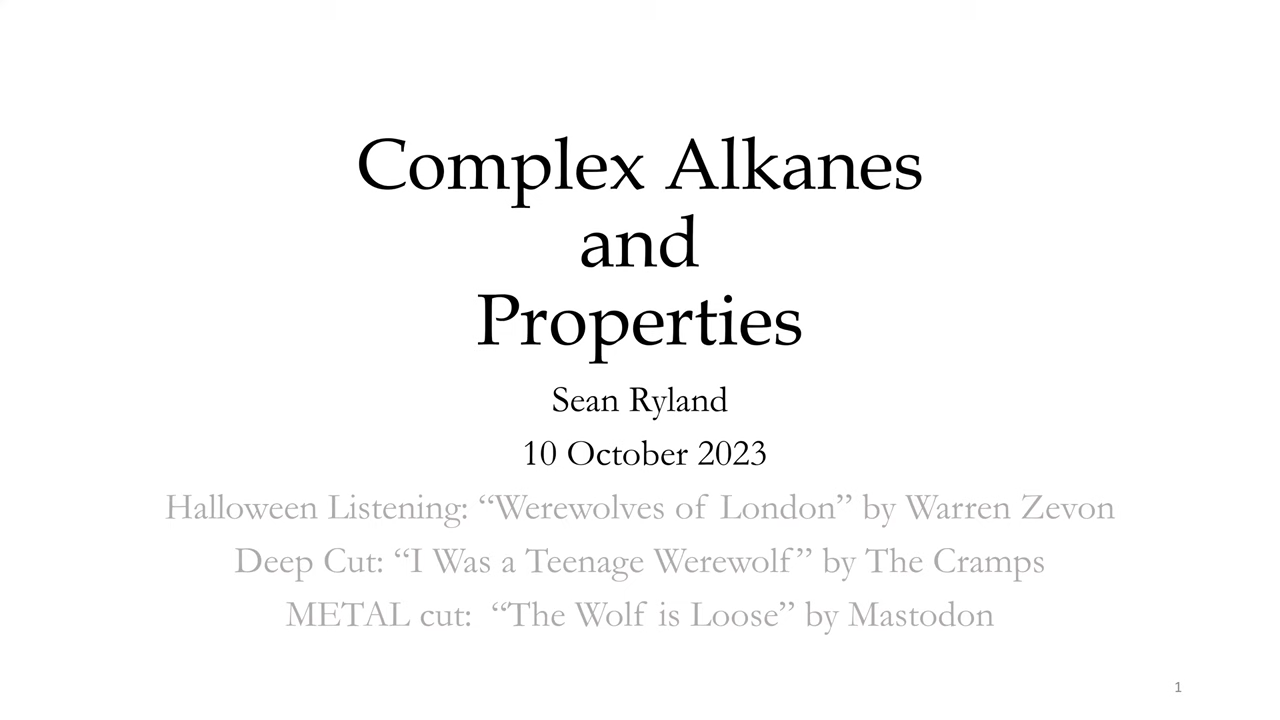 Complex Alkanes
and
Properties
Sean Ryland
10 October 2023
Halloween Listening: “Werewolves of London” by Warren Zevon
Deep Cut: “I Was a Teenage Werewolf” by The Cramps
METAL cut:  “The Wolf is Loose” by Mastodon
1